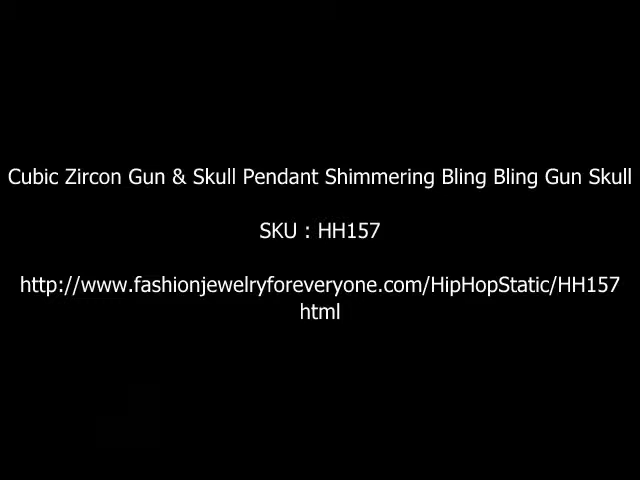 Cubic Zircon Gun & Skull Pendant Shimmering Bling Bling Gun Skull
SKU : HH157
http://www.fashionjewelryforeveryone.com/HipHopStatic/HH157
html